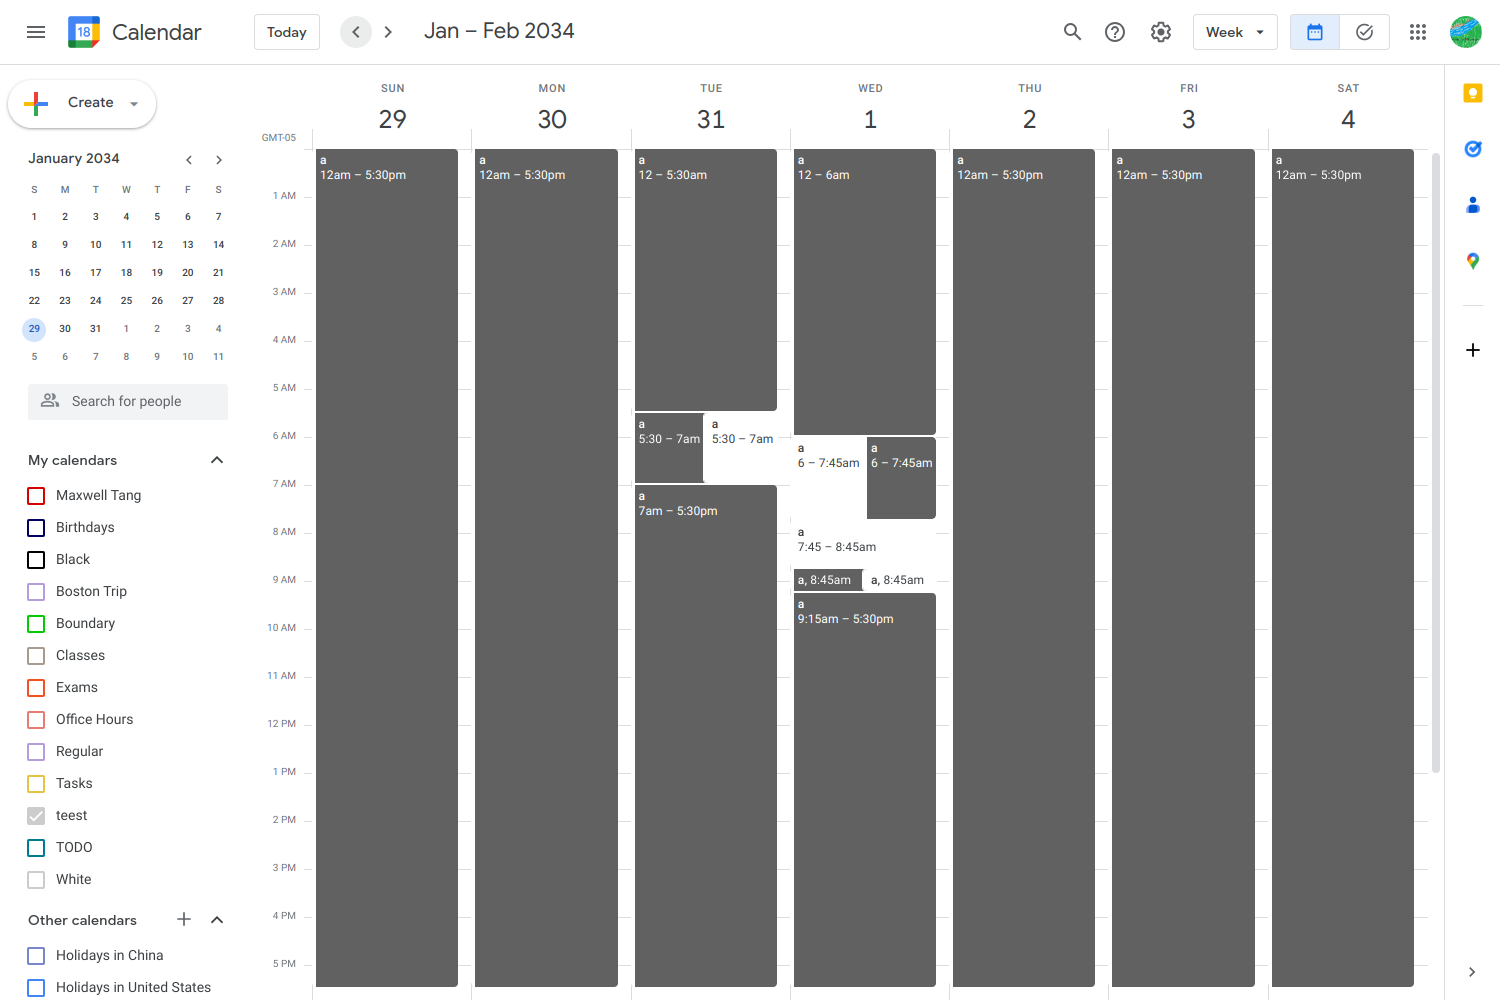 18 Calendar
Today
Jan – Feb 2034
Week
Create
January 2034
S M T W T F S
1 2 3 4 5 6 7
8 9 10 11 12 13 14
15 16 17 18 19 20 21
22 23 24 25 26 27 28
29 30 31 1 2 3 4
5 6 7 8 9 10 11
Search for people
My calendars
Maxwell Tang
Birthdays
Black
Boston Trip
Boundary
Classes
Exams
Office Hours
Regular
Tasks
teest
TODO
White
Other calendars
Holidays in China
Holidays in United States
SUN MON TUE WED THU FRI SAT
29 30 31 1 2 3 4
GMT-05
1 AM
2 AM
3 AM
4 AM
5 AM
6 AM
7 AM
8 AM
9 AM
10 AM
11 AM
12 PM
1 PM
2 PM
3 PM
4 PM
5 PM
a
12am – 5:30pm
a
12am – 5:30pm
a
12 – 5:30am
a
5:30 – 7am
a
5:30 – 7am
a
7am – 5:30pm
a
12 – 6am
a
6 – 7:45am
a
6 – 7:45am
a
7:45 – 8:45am
a, 8:45am
a, 8:45am
a
9:15am – 5:30pm
a
12am – 5:30pm
a
12am – 5:30pm
a
12am – 5:30pm